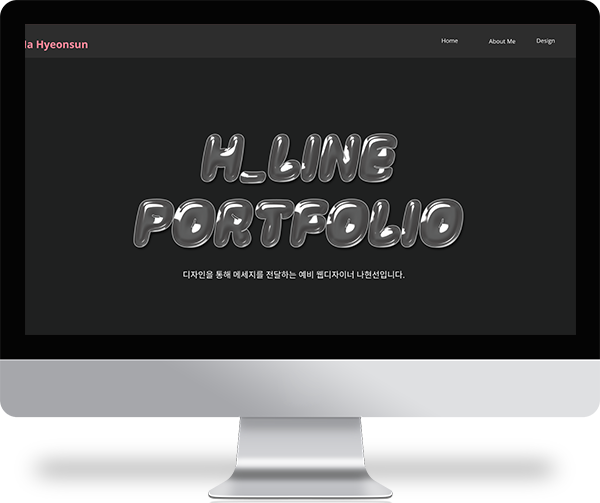 la Hyeonsun
Home
About Me
Design
H_LINE
PORTFOLIO
디자인을 통해 메세지를 전달하는 예비 웹디자이너 나현선입니다.